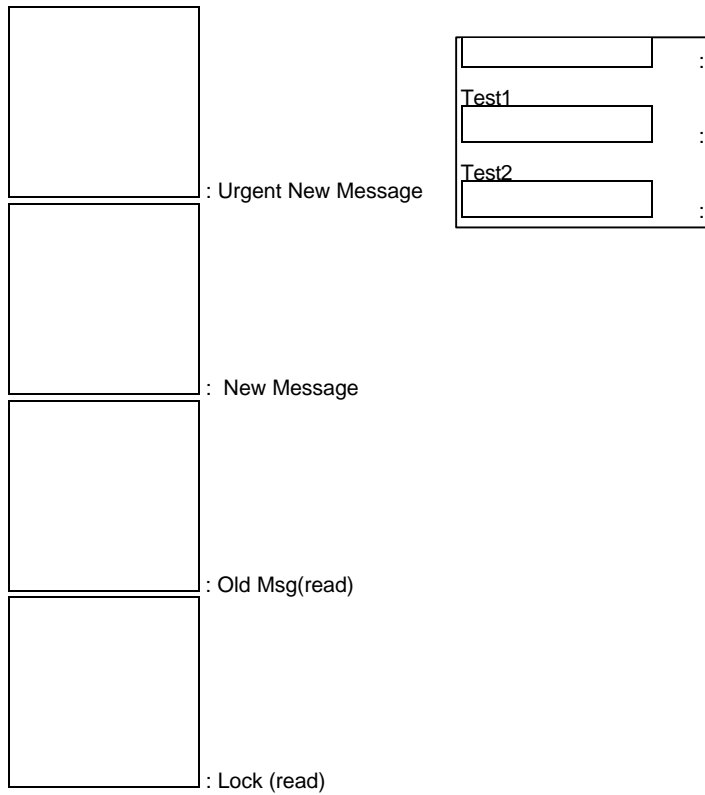 : Urgent New Message
: New Message
: Old Msg(read)
: Lock (read)
:
Test1
:
Test2
: